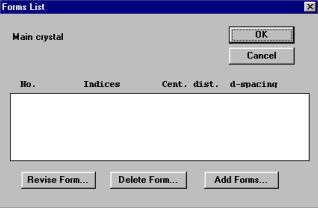 Forms List
Main crystal
OK
Cancel
No. Indices Cent. dist. d-spacing
Revise Form... Delete Form... Add Forms...